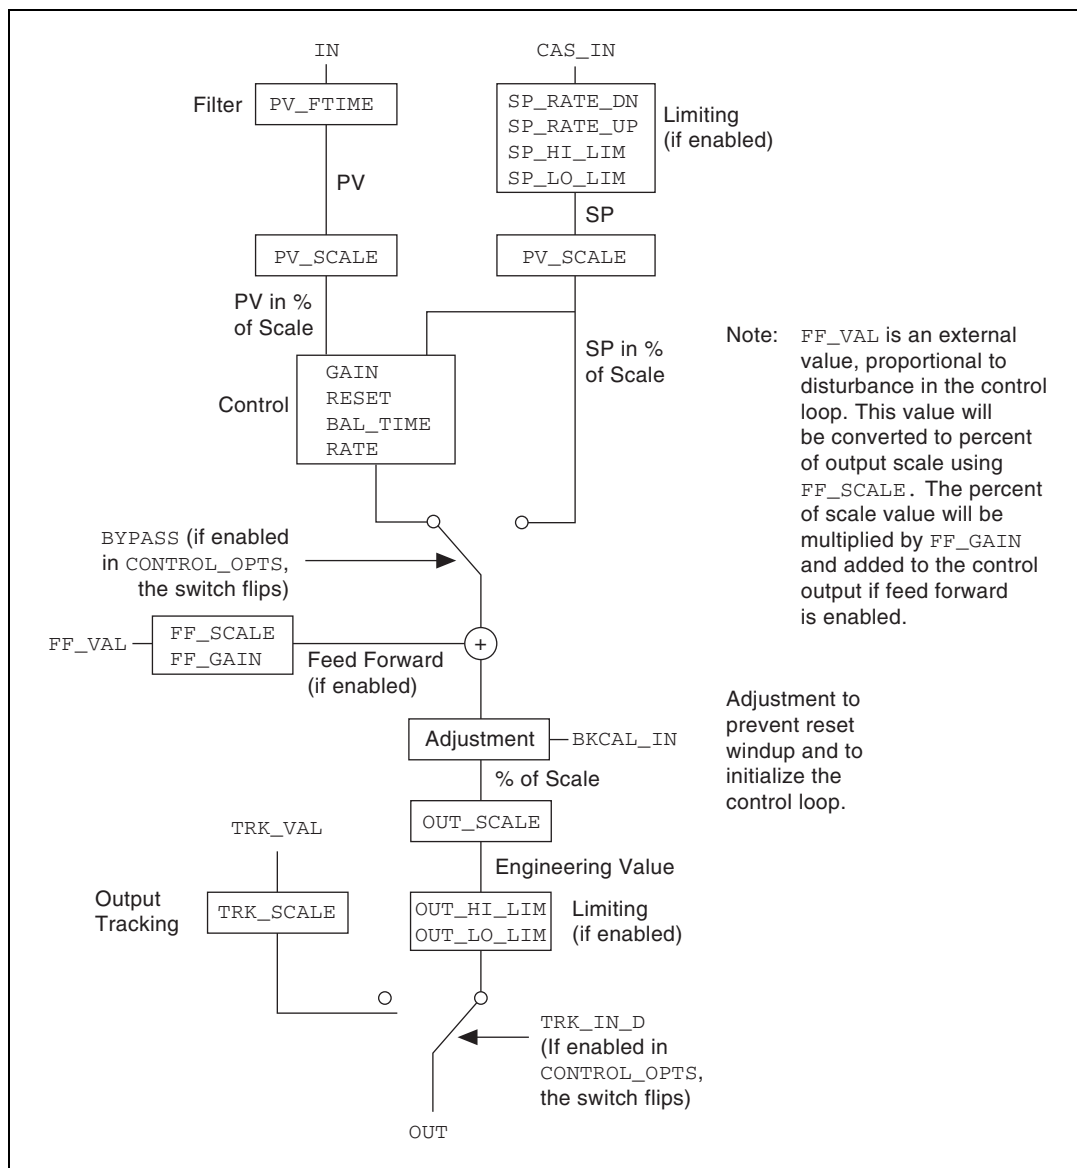 IN
CAS_IN
Filter
PV_FTIME
SP_RATE_DN
SP_RATE_UP
SP_HI_LIM
SP_LO_LIM
Limiting
(if enabled)
PV
SP
PV_SCALE
PV_SCALE
PV in %
of Scale
SP in %
of Scale
Control
GAIN
RESET
BAL_TIME
RATE
Note: FF_VAL is an external
value, proportional to
disturbance in the control
loop. This value will
be converted to percent
of output scale using
FF_SCALE. The percent
of scale value will be
multiplied by FF_GAIN
and added to the control
output if feed forward
is enabled.
BYPASS (if enabled
in CONTROL_OPTS,
the switch flips)
FF_VAL
FF_SCALE
FF_GAIN
Feed Forward
(if enabled)
+
Adjustment
BKCAL_IN
Adjustment to
prevent reset
windup and to
initialize the
control loop.
% of Scale
OUT_SCALE
TRK_VAL
Engineering Value
Output
Tracking
TRK_SCALE
OUT_HI_LIM
OUT_LO_LIM
Limiting
(if enabled)
TRK_IN_D
(If enabled in
CONTROL_OPTS,
the switch flips)
OUT